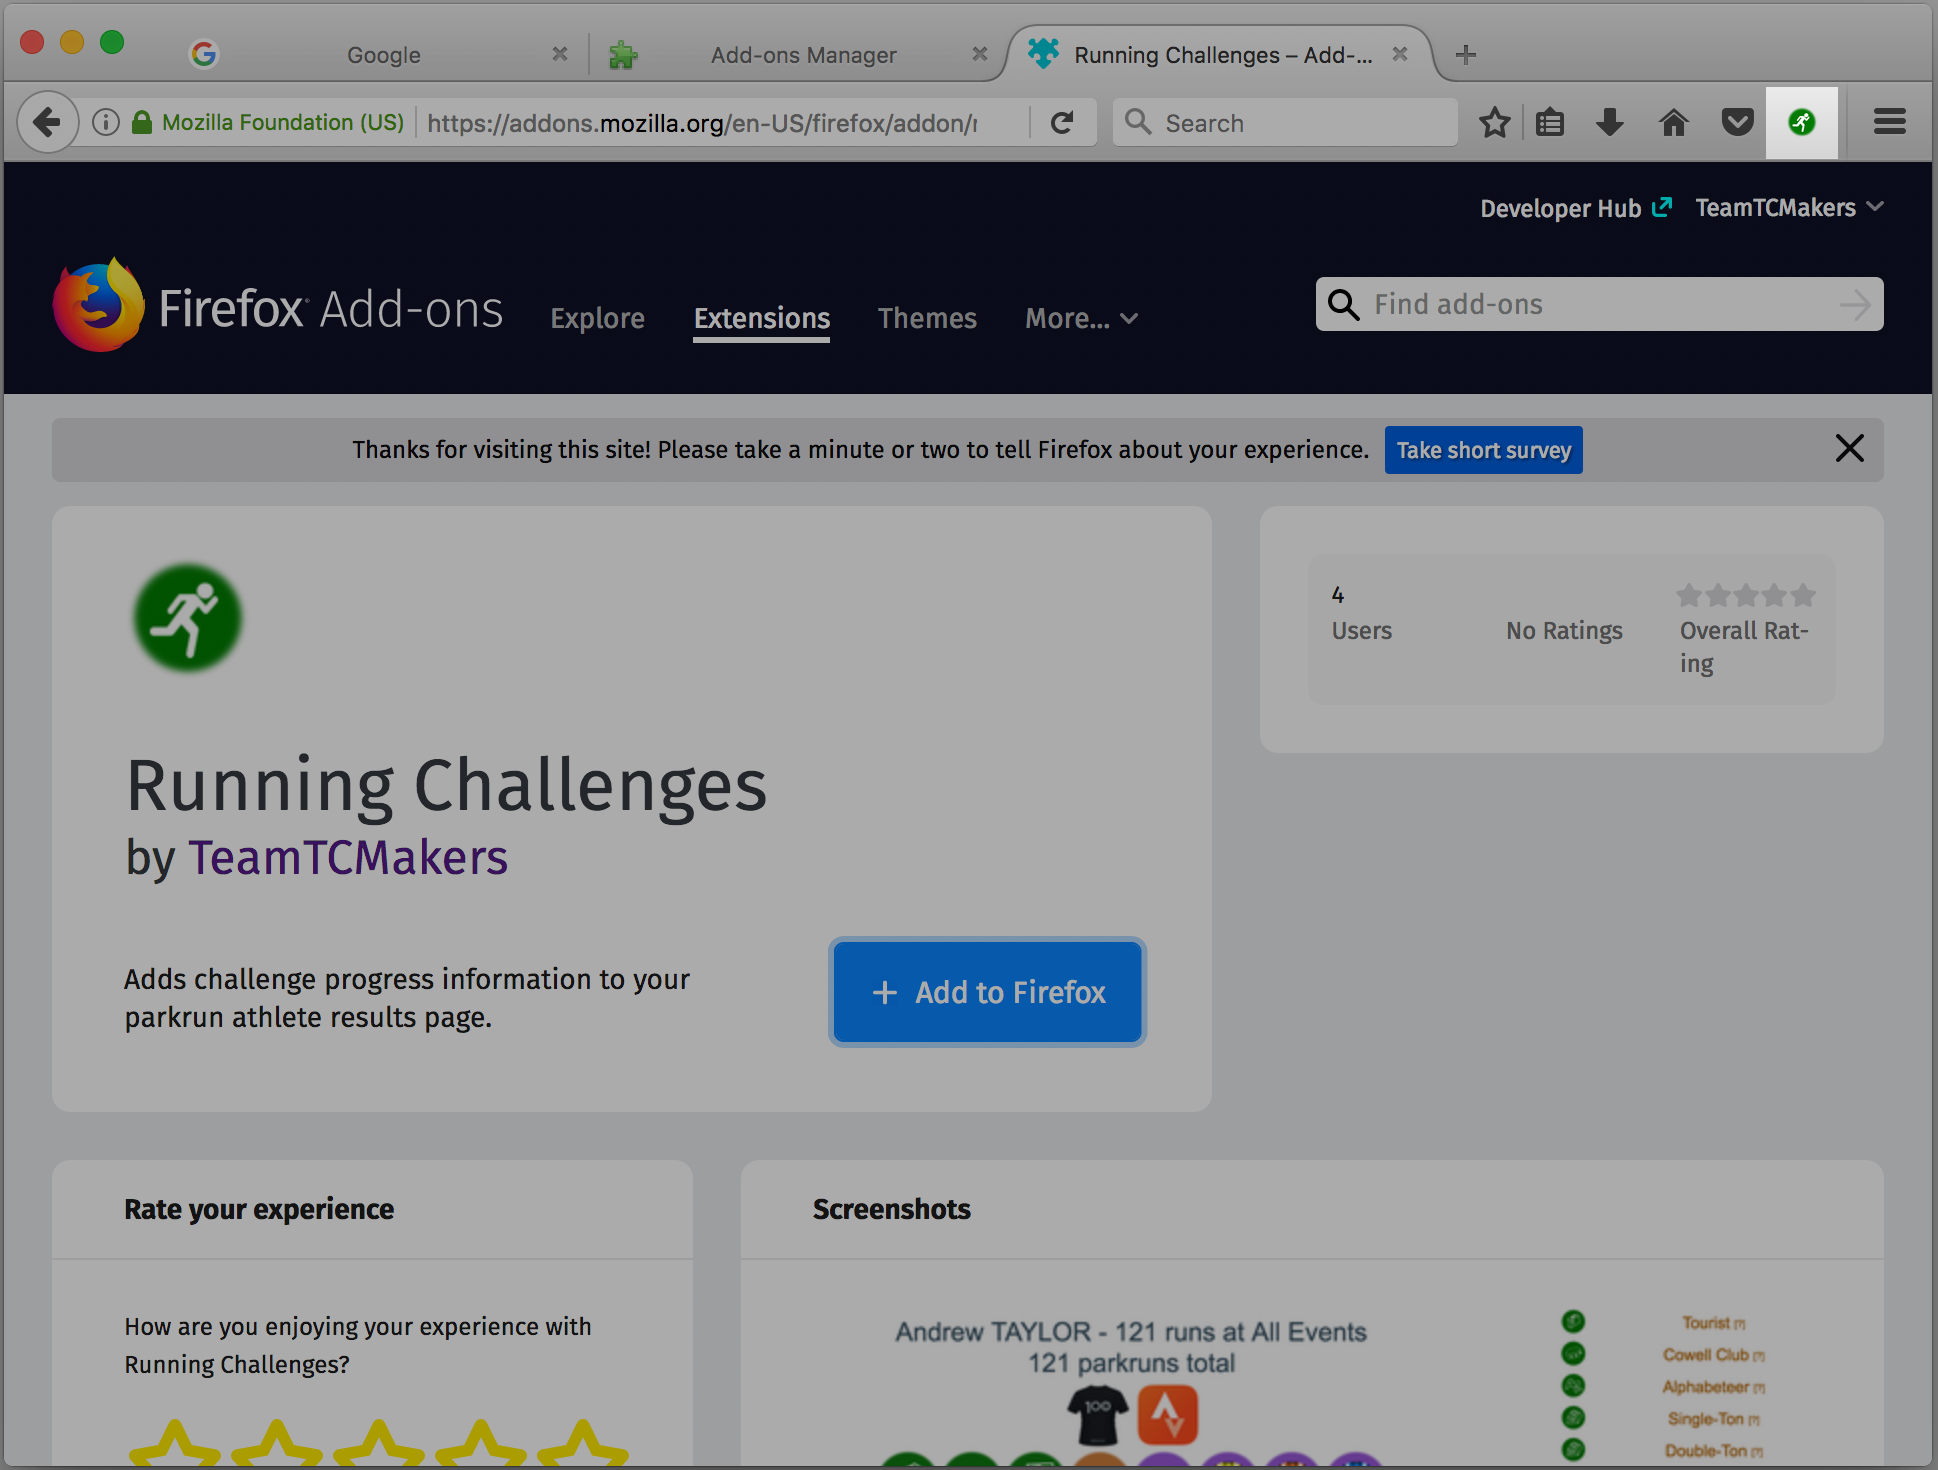 Google
Add-ons Manager
Running Challenges – Add-...
Mozilla Foundation (US)
https://addons.mozilla.org/en-US/firefox/addon/r
Search
Developer Hub
TeamTCMakers
Firefox Add-ons
Explore
Extensions
Themes
More...
Find add-ons
Thanks for visiting this site! Please take a minute or two to tell Firefox about your experience.
Take short survey
4
Users
No Ratings
Overall Rat-
ing
Running Challenges
by TeamTCMakers
Adds challenge progress information to your
parkrun athlete results page.
+ Add to Firefox
Rate your experience
How are you enjoying your experience with
Running Challenges?
Screenshots
Andrew TAYLOR - 121 runs at All Events
121 parkruns total
100
Tourist [?]
Cowell Club [?]
Alphabeteer [?]
Single-Ton [?]
Double-Ton [?]